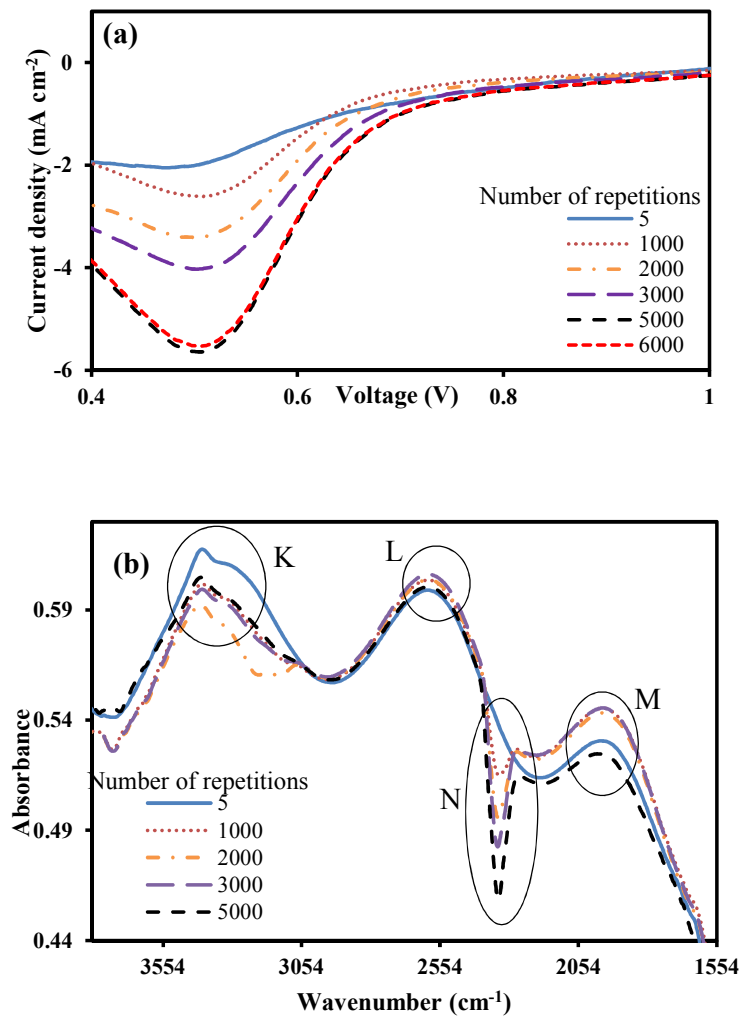 (a)
0
-2
-4
-6
0.4
0.6
0.8
1
Current density (mA cm-2)
Voltage (V)
Number of repetitions
5
1000
2000
3000
5000
6000
(b)
K
L
M
N
0.59
0.54
0.49
0.44
Absorbance
Number of repetitions
5
1000
2000
3000
5000
3554
3054
2554
2054
1554
Wavenumber (cm-1)